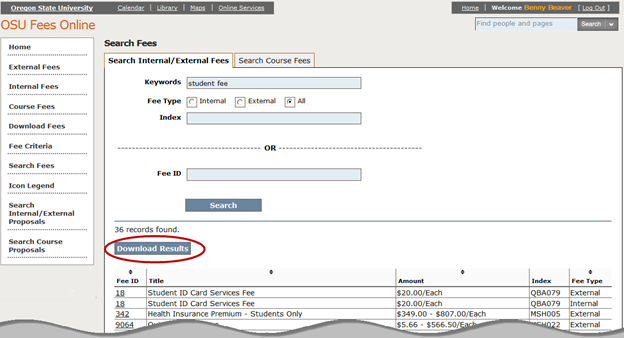 Oregon State University Calendar | Library | Maps | Online Services Home | Welcome Benny Beaver [ Log Out ]
OSU Fees Online
Find people and pages Search
Home
External Fees
Internal Fees
Course Fees
Download Fees
Fee Criteria
Search Fees
Icon Legend
Search
Internal/External
Proposals
Search Course
Proposals
Search Fees
Search Internal/External Fees Search Course Fees
Keywords student fee
Fee Type Internal External All
Index
OR
Fee ID
Search
36 records found.
Download Results
Fee ID Title Amount Index Fee Type
18 Student ID Card Services Fee $20.00/Each QBA079 External
18 Student ID Card Services Fee $20.00/Each QBA079 Internal
342 Health Insurance Premium - Students Only $349.00 - $807.00/Each MSH005 External
9064 $5.66 - $566.50/Each MSH022 External